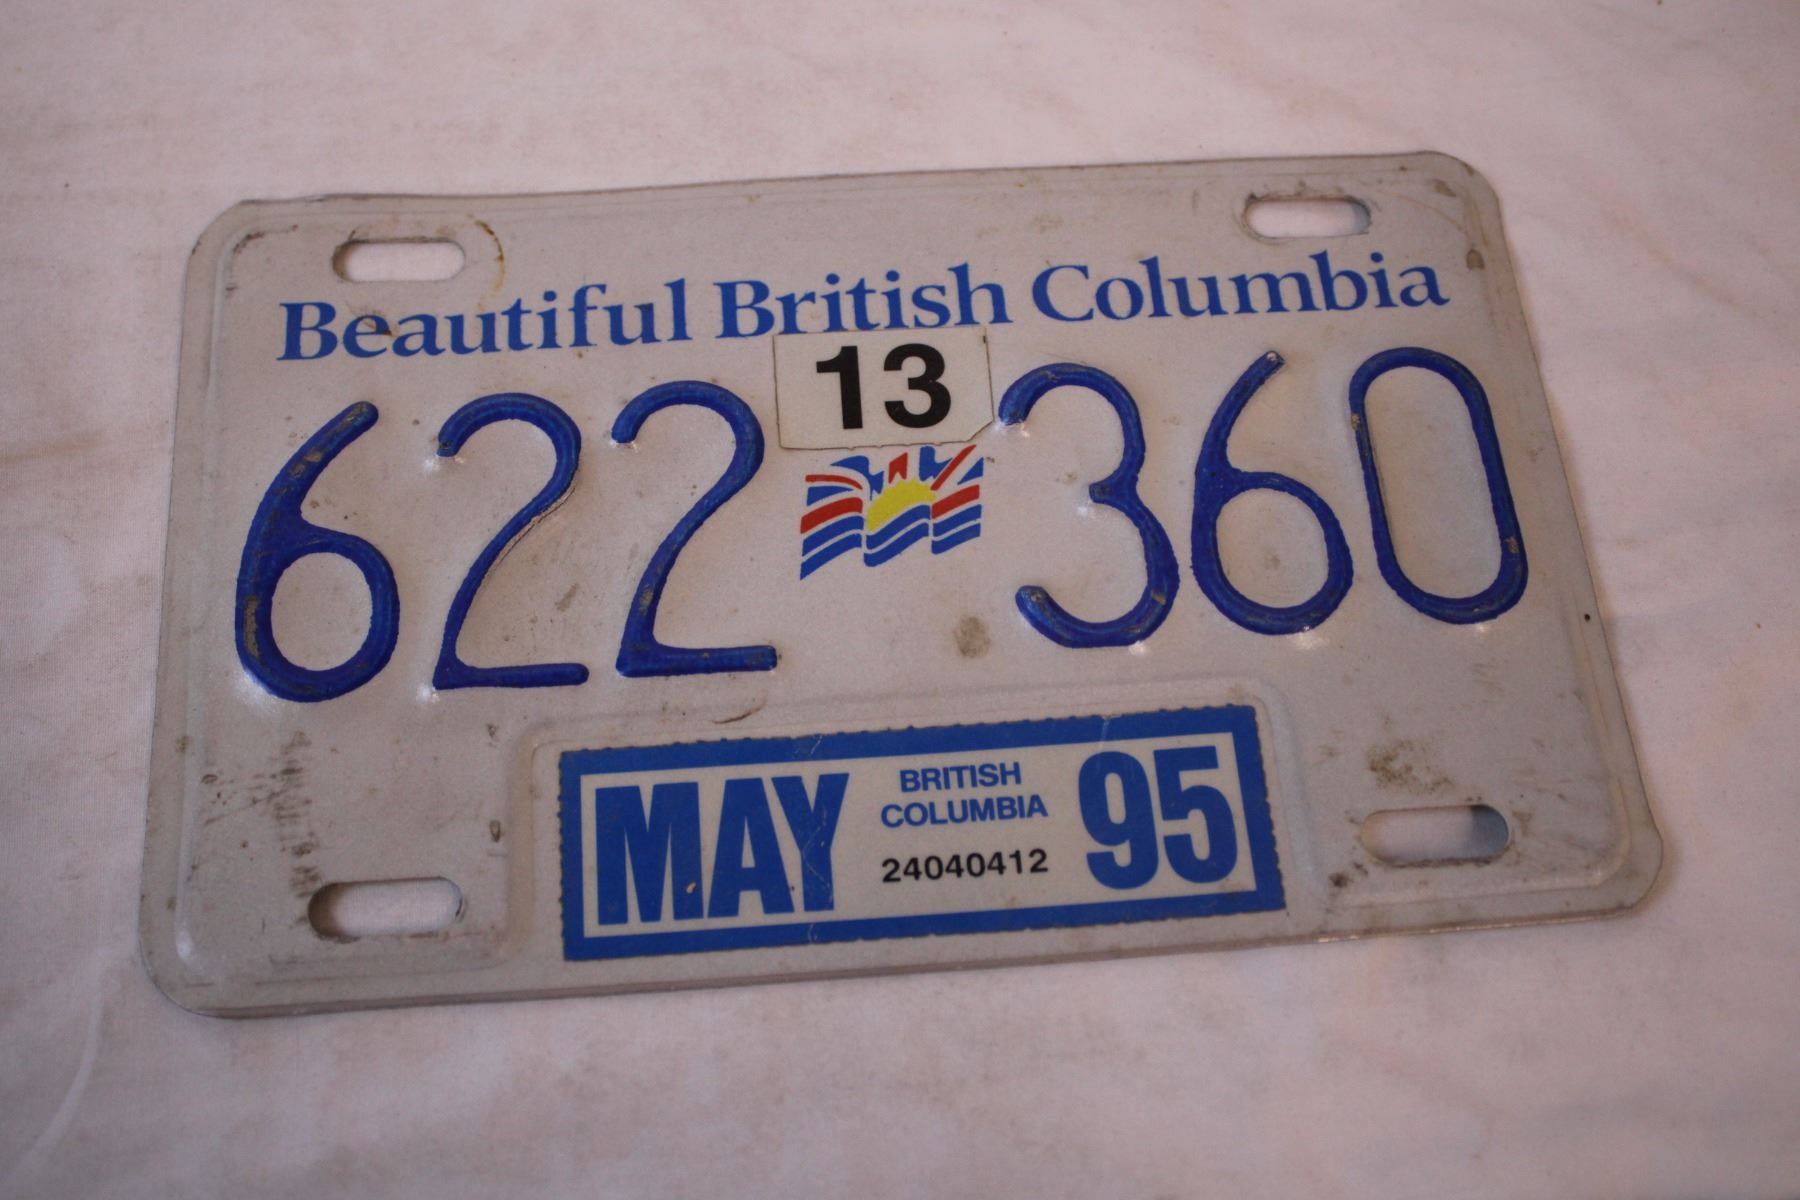 Beautiful British Columbia
13
622 360
MAY
BRITISH
COLUMBIA
24040412
95